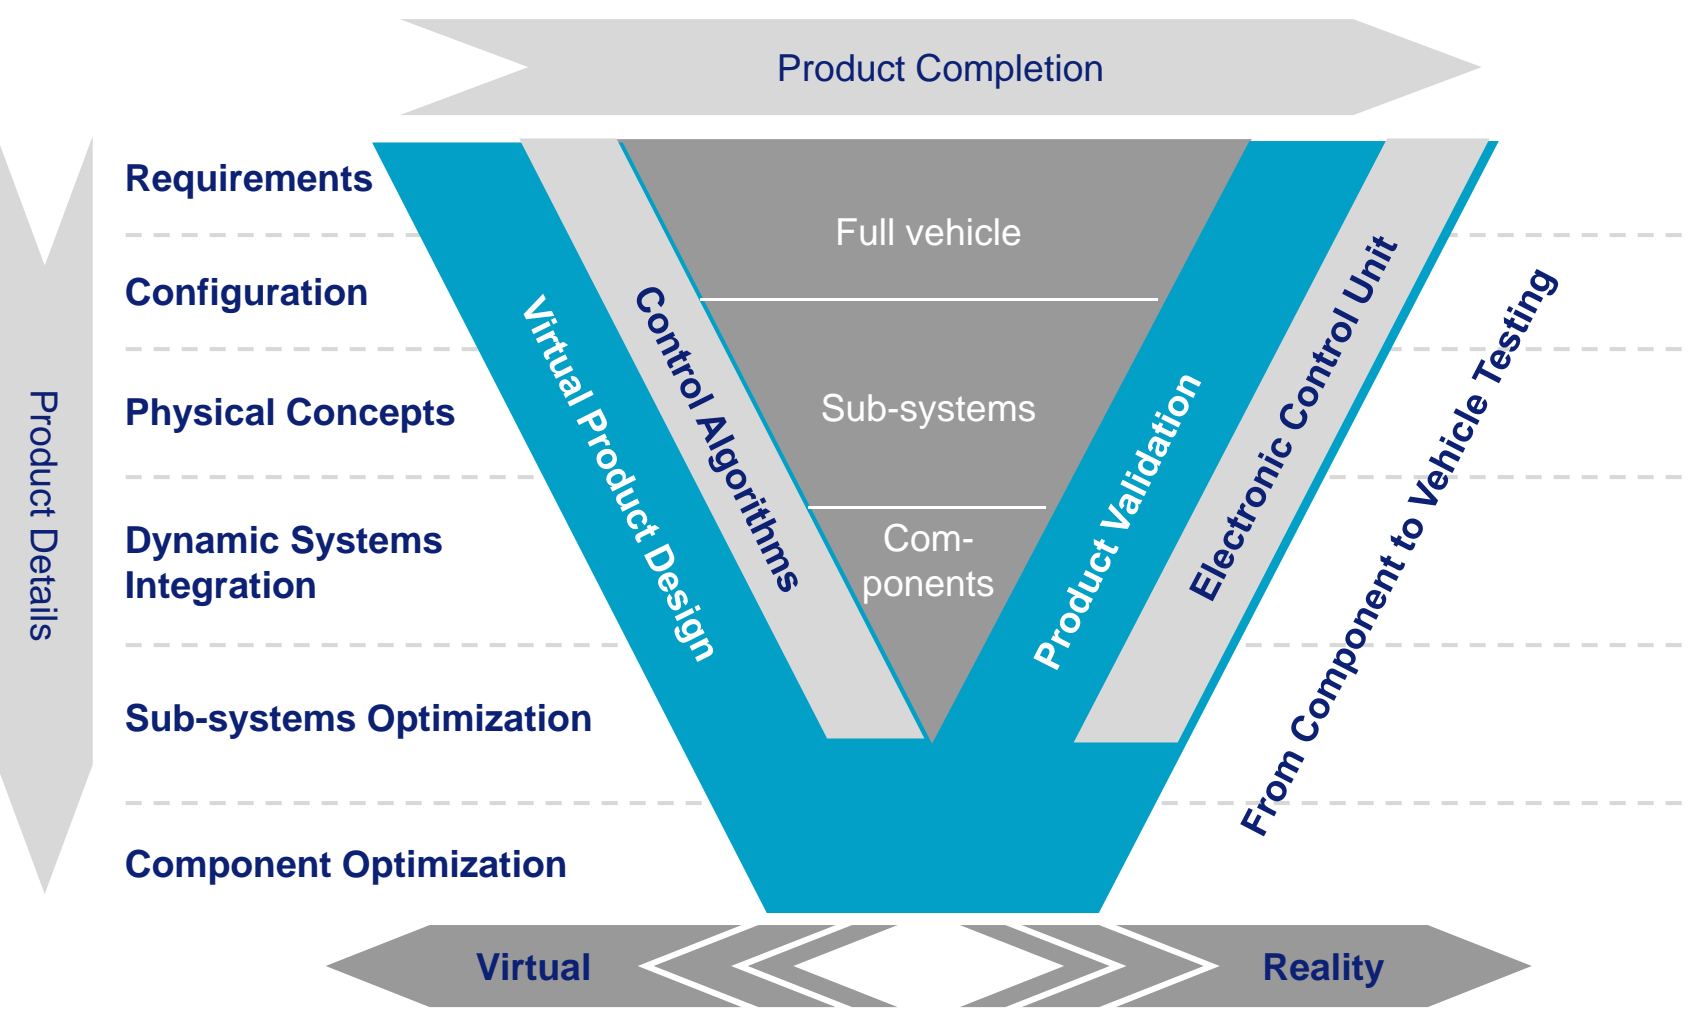 Product Completion
Requirements
Full vehicle
Configuration
Physical Concepts
Sub-systems
Product Details
Virtual Product Design
Control Algorithms
Product Validation
Electronic Control Unit
From Component to Vehicle Testing
Dynamic Systems
Integration
Com-
ponents
Sub-systems Optimization
Component Optimization
Virtual
Reality